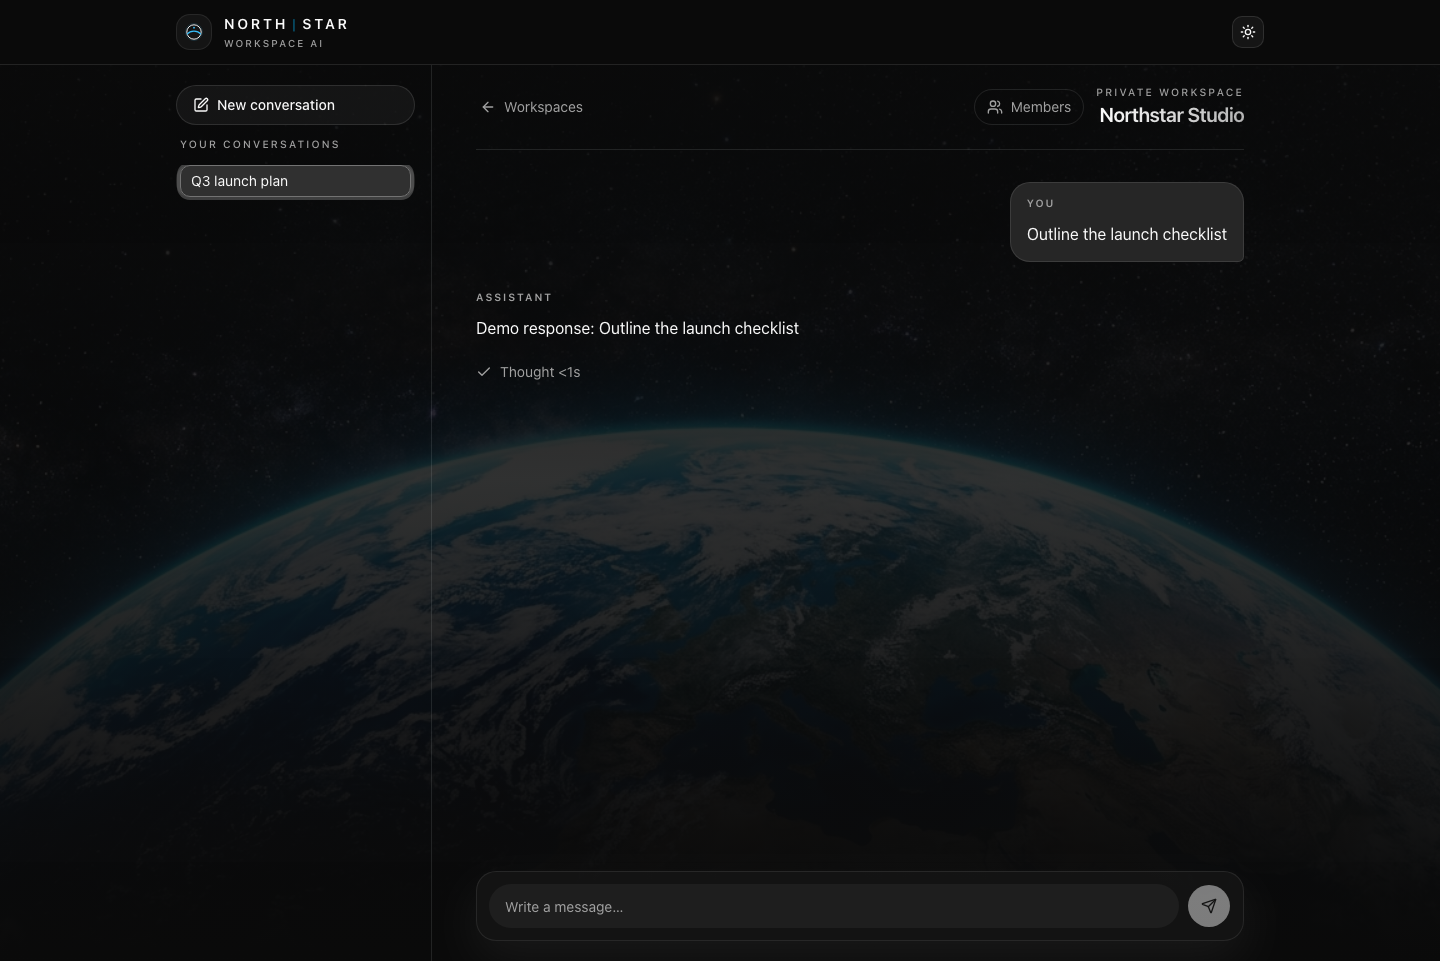 NORTH | STAR
WORKSPACE AI
New conversation
YOUR CONVERSATIONS
Q3 launch plan
Workspaces
Members
PRIVATE WORKSPACE
Northstar Studio
YOU
Outline the launch checklist
ASSISTANT
Demo response: Outline the launch checklist
Thought <1s
Write a message...